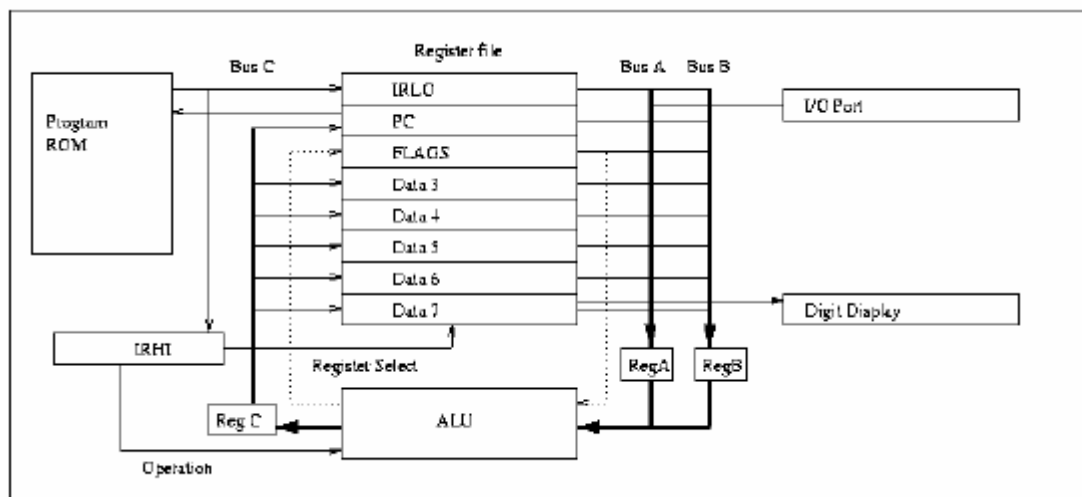 Register file
Bus C
Bus A
Bus B
IRLO
I/O Port
Program
ROM
PC
FLAGS
Data 3
Data 4
Data 5
Data 6
Data 7
Digit Display
IRHI
Register Select
RegA
RegB
Reg C
ALU
Operation